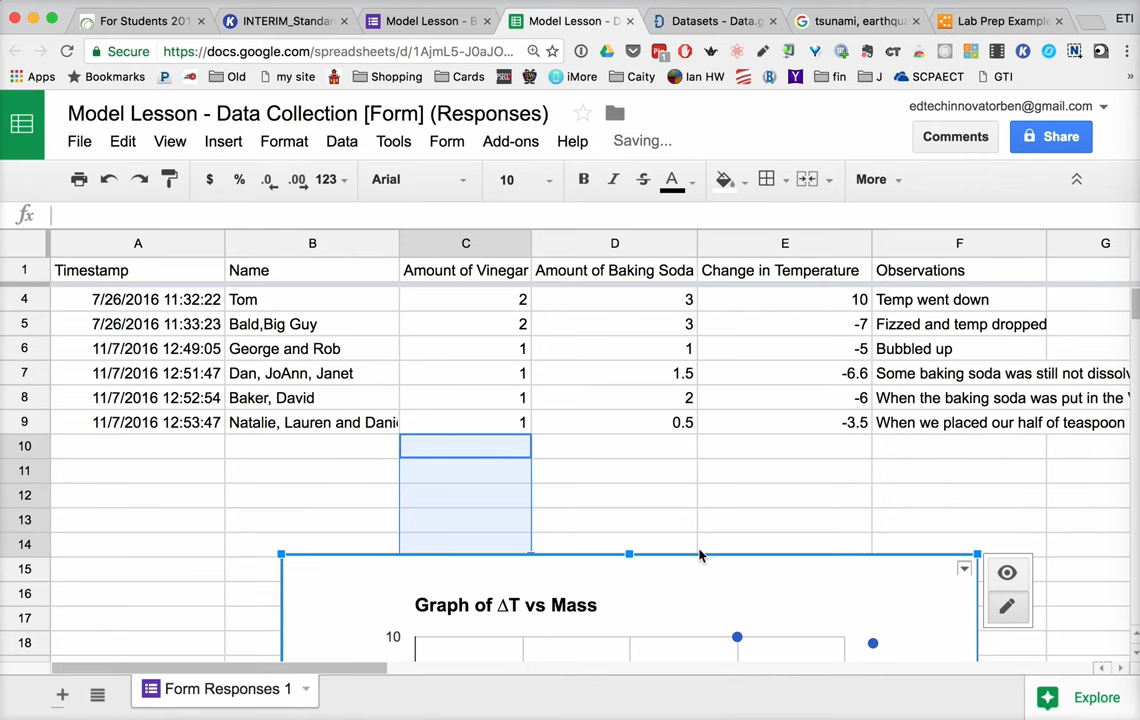 For Students 201
INTERIM_Standar
Model Lesson - B
Model Lesson - D
Datasets - Data.g
tsunami, earthqu
Lab Prep Example
ETI
Secure https://docs.google.com/spreadsheets/d/1AjmL5-J0aJO...
Apps Bookmarks Old my site Shopping Cards iMore Caity Ian HW fin J SCPAECT GTI »
Model Lesson - Data Collection [Form] (Responses)
edtechinnovatorben@gmail.com
File Edit View Insert Format Data Tools Form Add-ons Help Saving...
Comments Share
$ % .0 .00 123 Arial 10 B I S A More
fx
A B C D E F G
1 Timestamp Name Amount of Vinegar Amount of Baking Soda Change in Temperature Observations
4 7/26/2016 11:32:22 Tom 2 3 10 Temp went down
5 7/26/2016 11:33:23 Bald,Big Guy 2 3 -7 Fizzed and temp dropped
6 11/7/2016 12:49:05 George and Rob 1 1 -5 Bubbled up
7 11/7/2016 12:51:47 Dan, JoAnn, Janet 1 1.5 -6.6 Some baking soda was still not dissolv
8 11/7/2016 12:52:54 Baker, David 1 2 -6 When the baking soda was put in the
9 11/7/2016 12:53:47 Natalie, Lauren and Dani 1 0.5 -3.5 When we placed our half of teaspoon
10
11
12
13
14
15
16
17
18
Graph of ΔT vs Mass
10
Form Responses 1
Explore